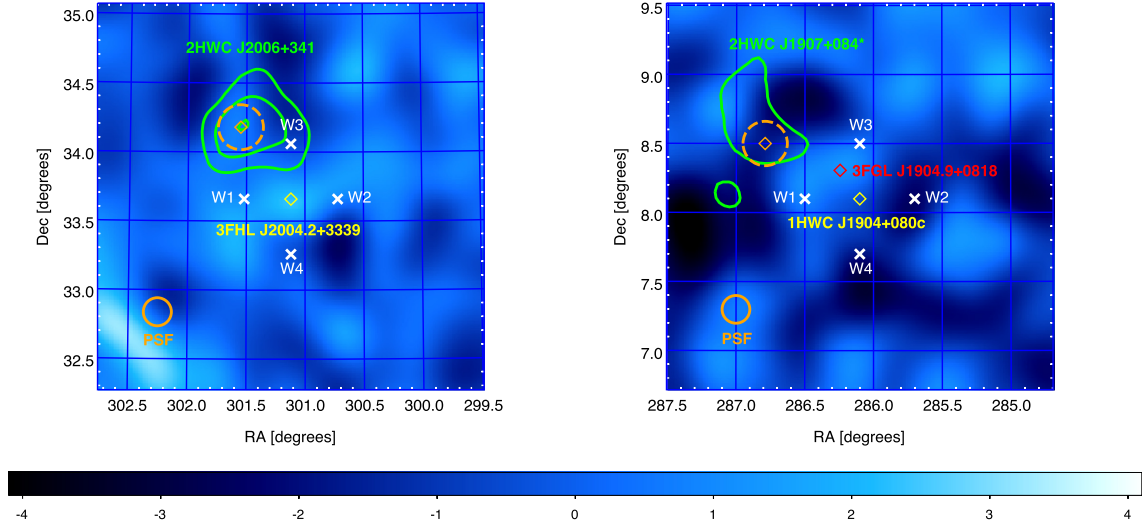 35.0
34.5
34.0
33.5
33.0
32.5
Dec [degrees]
2HWC J2006+341
W3
W1
W2
3FHL J2004.2+3339
W4
PSF
302.5
302.0
301.5
301.0
300.5
300.0
299.5
RA [degrees]
9.5
9.0
8.5
8.0
7.5
7.0
Dec [degrees]
2HWC J1907+084*
W3
3FGL J1904.9+0818
W1
W2
1HWC J1904+080c
W4
PSF
287.5
287.0
286.5
286.0
285.5
285.0
RA [degrees]
-4
-3
-2
-1
0
1
2
3
4